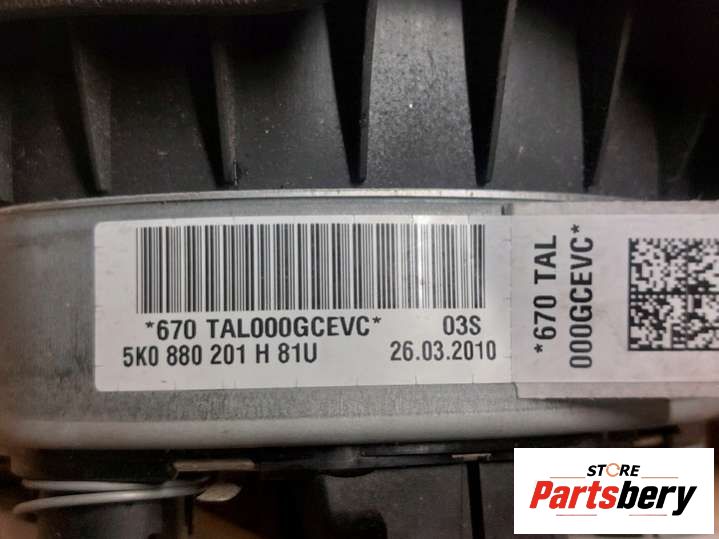 *670 TAL000GCEVC* 03S
5K0 880 201 H 81U 26.03.2010
*670 TAL
000GCEVC*
STORE
Partsbery